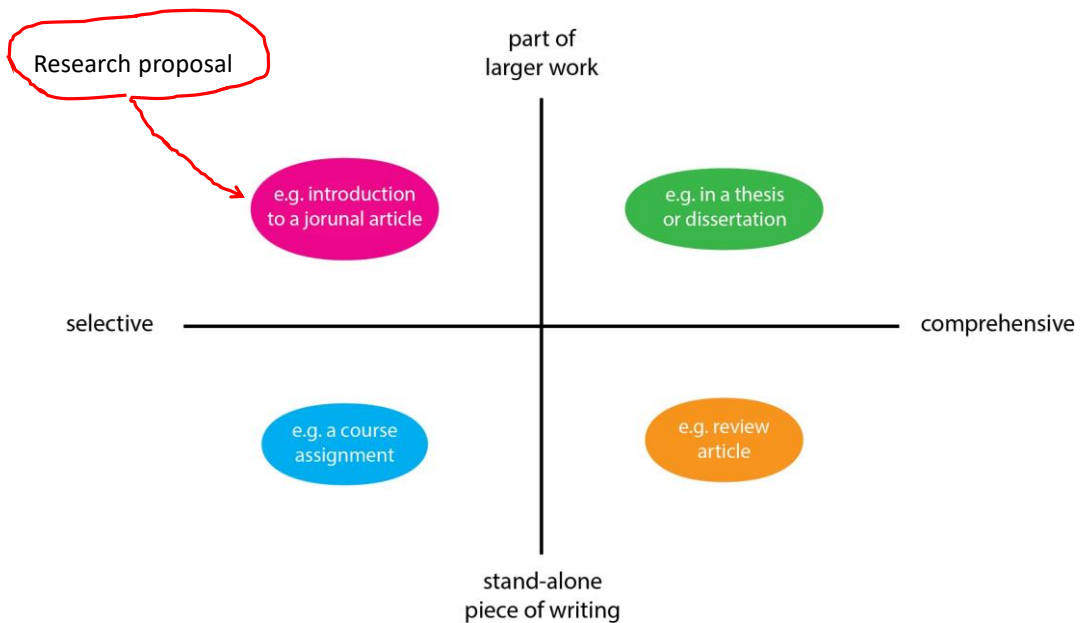 Research proposal
part of
larger work
e.g. introduction
to a jorunal article
e.g. in a thesis
or dissertation
selective
comprehensive
e.g. a course
assignment
e.g. review
article
stand-alone
piece of writing